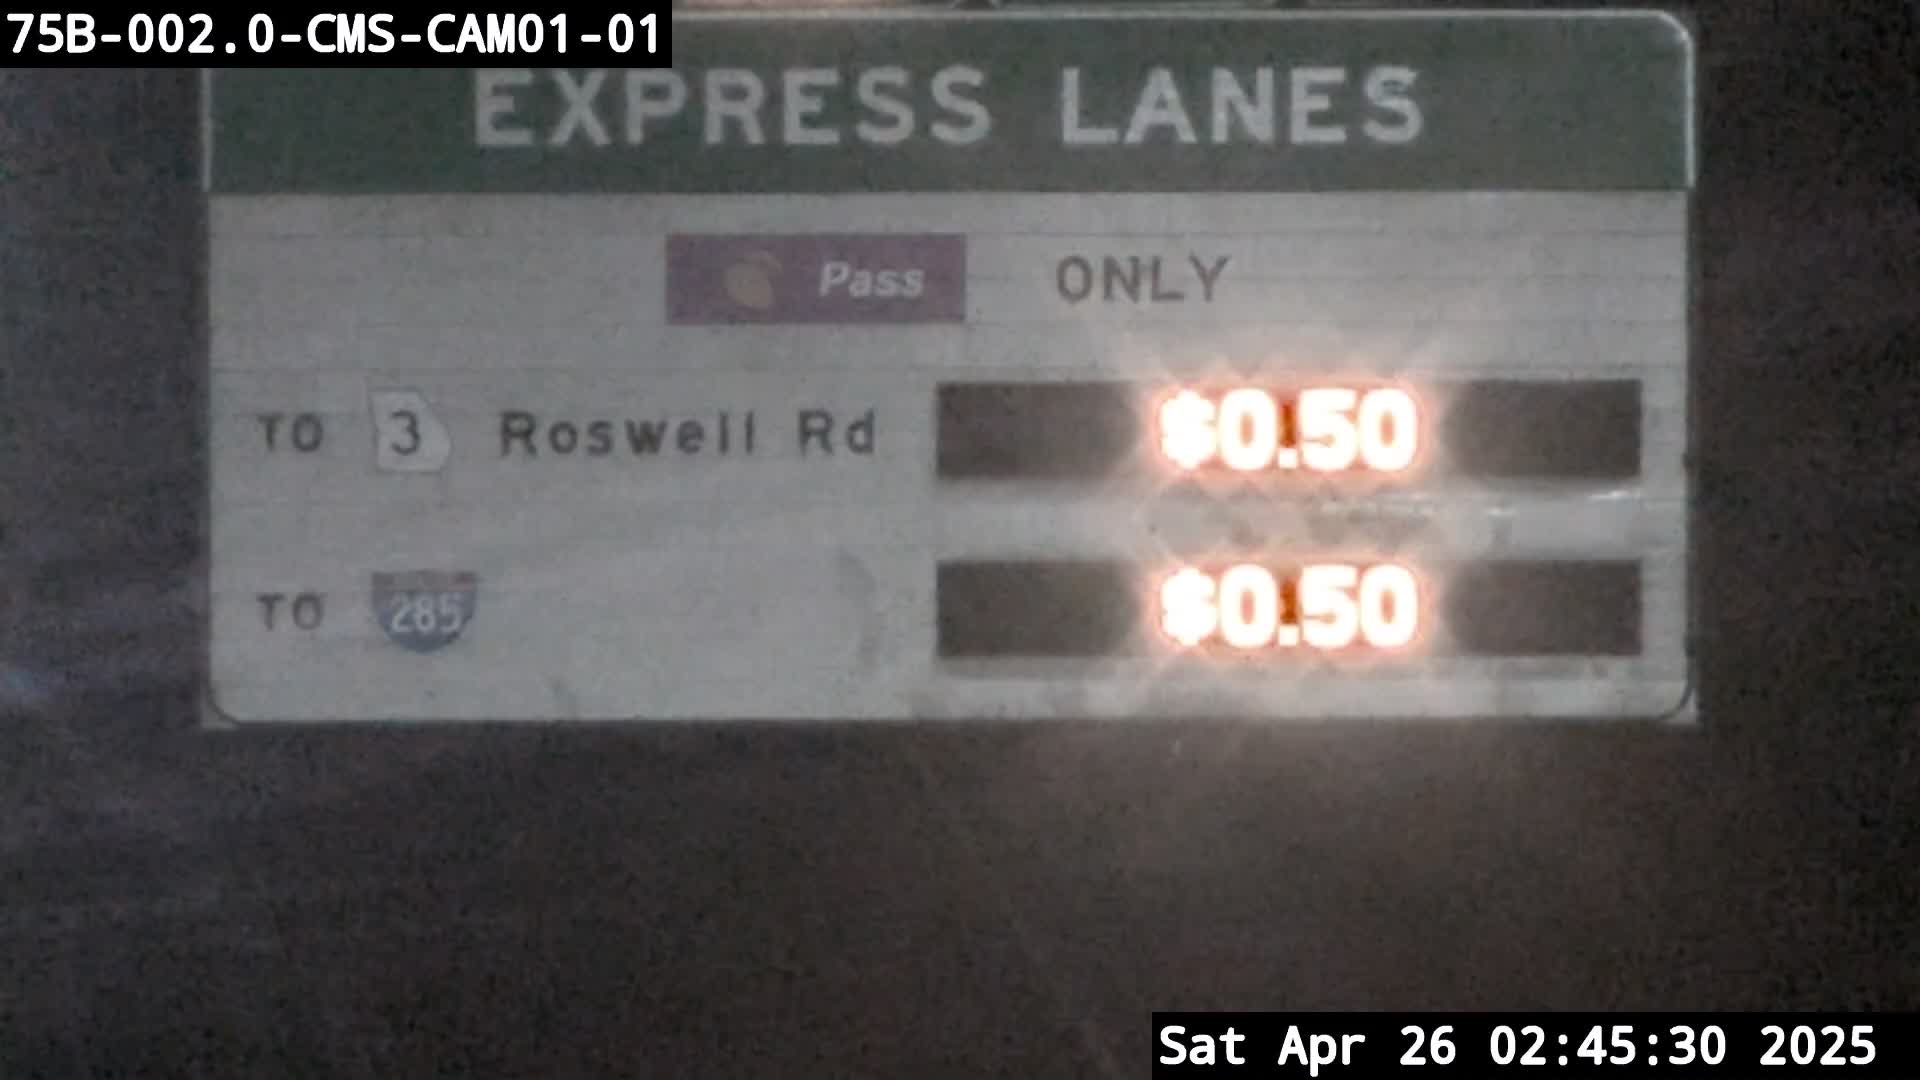 75B-002.0-CMS-CAM01-01
EXPRESS LANES
Pass ONLY
TO 3 Roswell Rd $0.50
TO 285 $0.50
Sat Apr 26 02:45:30 2025